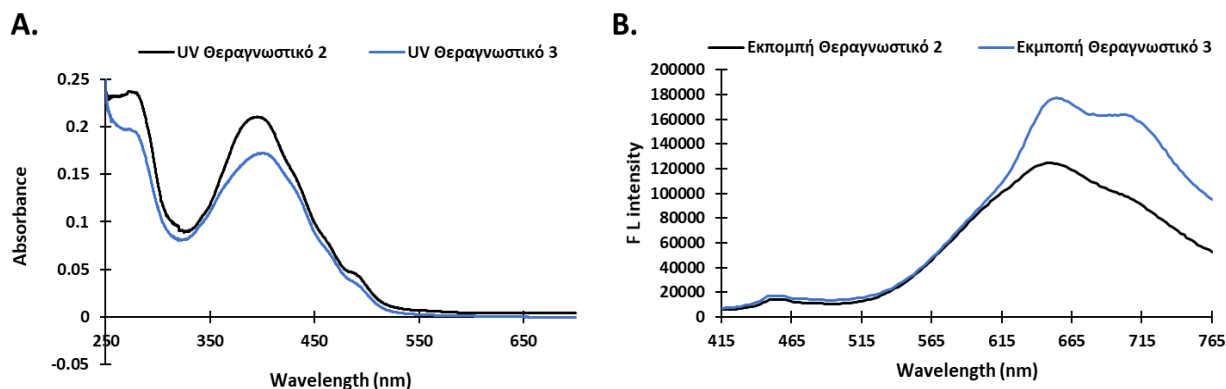 A.
UV Θεραγνωστικό 2 UV Θεραγνωστικό 3
0.25
0.2
0.15
0.1
0.05
0
-0.05
Absorbance
250 350 450 550 650
Wavelength (nm)
B.
Εκπομπή Θεραγνωστικό 2 Εκμποπή Θεραγνωστικό 3
200000
180000
160000
140000
120000
100000
80000
60000
40000
20000
0
F L intensity
415 465 515 565 615 665 715 765
Wavelength (nm)